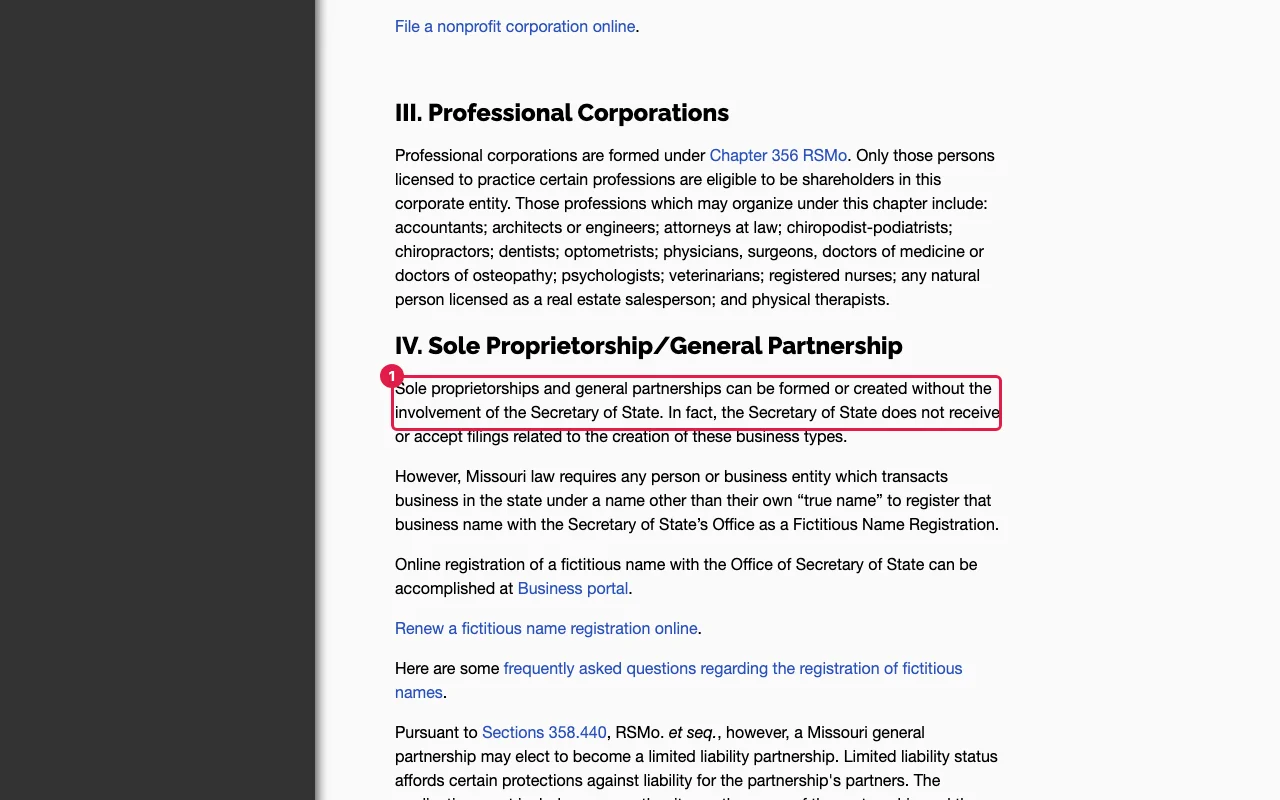 File a nonprofit corporation online.
III. Professional Corporations
Professional corporations are formed under Chapter 356 RSMo. Only those persons
licensed to practice certain professions are eligible to be shareholders in this
corporate entity. Those professions which may organize under this chapter include:
accountants; architects or engineers; attorneys at law; chiropodist-podiatrists;
chiropractors; dentists; optometrists; physicians, surgeons, doctors of medicine or
doctors of osteopathy; psychologists; veterinarians; registered nurses; any natural
person licensed as a real estate salesperson; and physical therapists.
IV. Sole Proprietorship/General Partnership
1
Sole proprietorships and general partnerships can be formed or created without the
involvement of the Secretary of State. In fact, the Secretary of State does not receive
or accept filings related to the creation of these business types.
However, Missouri law requires any person or business entity which transacts
business in the state under a name other than their own “true name” to register that
business name with the Secretary of State’s Office as a Fictitious Name Registration.
Online registration of a fictitious name with the Office of Secretary of State can be
accomplished at Business portal.
Renew a fictitious name registration online.
Here are some frequently asked questions regarding the registration of fictitious
names.
Pursuant to Sections 358.440, RSMo. et seq., however, a Missouri general
partnership may elect to become a limited liability partnership. Limited liability status
affords certain protections against liability for the partnership's partners. The